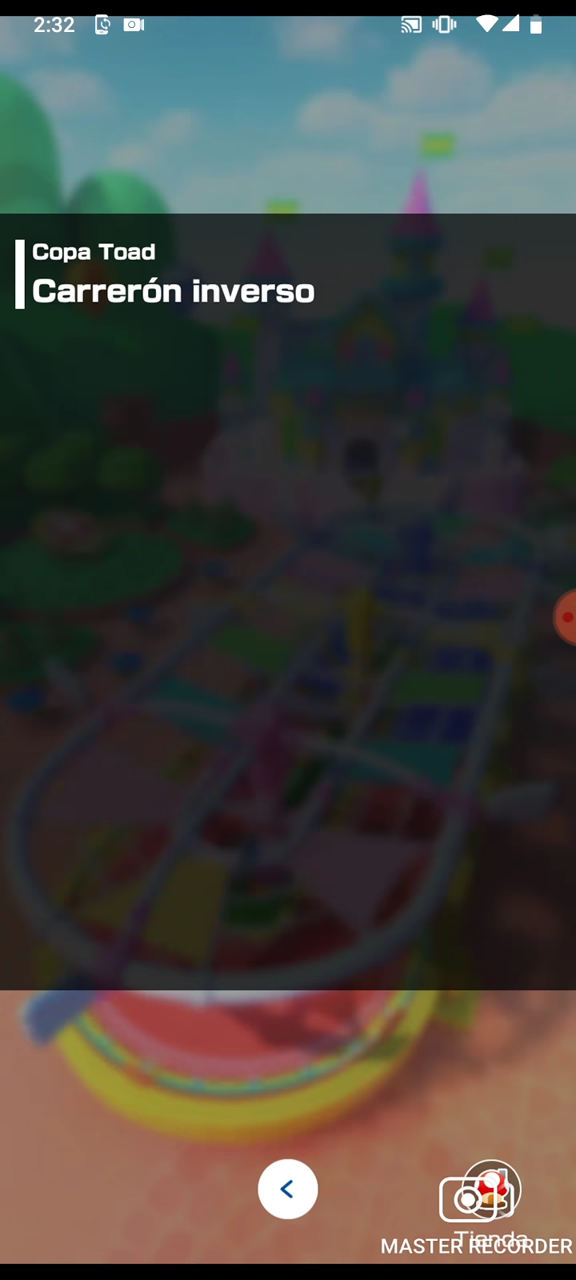 2:32
Copa Toad
Carrerón inverso
Tienda
MASTER RECORDER